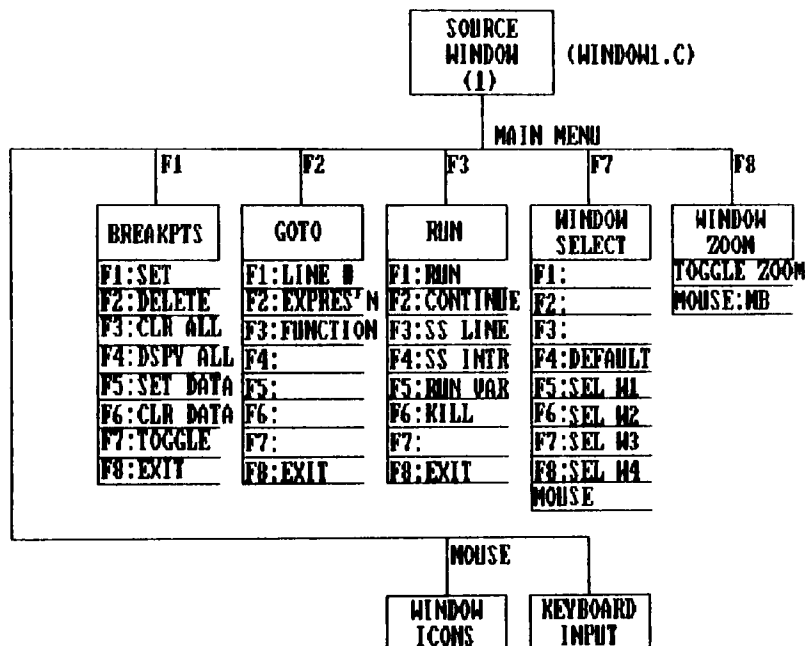 SOURCE
WINDOW
(1)
(WINDOW1.C)
MAIN MENU
F1
F2
F3
F7
F8
BREAKPTS
F1:SET
F2:DELETE
F3:CLR ALL
F4:DSPY ALL
F5:SET DATA
F6:CLR DATA
F7:TOGGLE
F8:EXIT
GOTO
F1:LINE #
F2:EXPRES'N
F3:FUNCTION
F4:
F5:
F6:
F7:
F8:EXIT
RUN
F1:RUN
F2:CONTINUE
F3:SS LINE
F4:SS INTR
F5:RUN VAR
F6:KILL
F7:
F8:EXIT
WINDOW
SELECT
F1:
F2:
F3:
F4:DEFAULT
F5:SEL W1
F6:SEL W2
F7:SEL W3
F8:SEL W4
MOUSE
WINDOW
ZOOM
TOGGLE ZOOM
MOUSE:MB
MOUSE
WINDOW
ICONS
KEYBOARD
INPUT